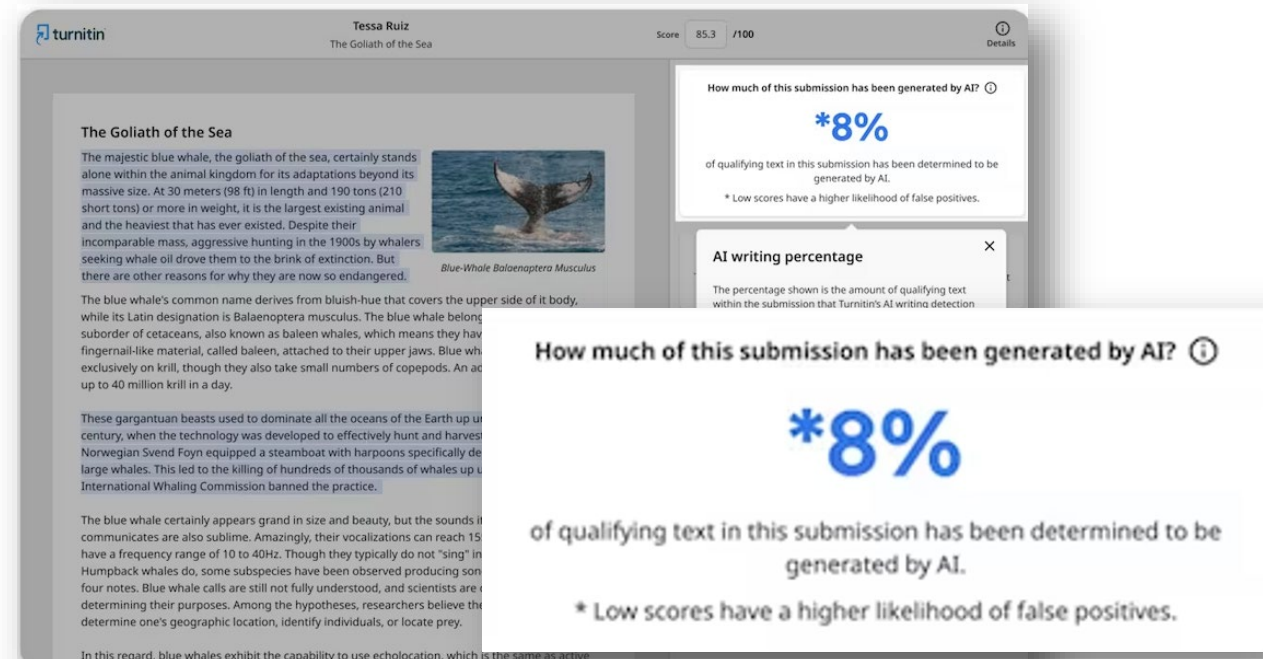 turnitin
Tessa Ruiz
The Goliath of the Sea
Score 85.3 /100
Details
The Goliath of the Sea
The majestic blue whale, the goliath of the sea, certainly stands
alone within the animal kingdom for its adaptations beyond its
massive size. At 30 meters (98 ft) in length and 190 tons (210
short tons) or more in weight, it is the largest existing animal
and the heaviest that has ever existed. Despite their
incomparable mass, aggressive hunting in the 1900s by whalers
seeking whale oil drove them to the brink of extinction. But
there are other reasons for why they are now so endangered.
Blue-Whale Balaenaptera Musculus
The blue whale's common name derives from bluish-hue that covers the upper side of it body,
while its Latin designation is Balaenoptera musculus. The blue whale belong
suborder of cetaceans, also known as baleen whales, which means they hav
fingernail-like material, called baleen, attached to their upper jaws. Blue wh
exclusively on krill, though they also take small numbers of copepods. An
up to 40 million krill in a day.
These gargantuan beasts used to dominate all the oceans of the Earth up
century, when the technology was developed to effectively hunt and harvest
Norwegian Svend Foyn equipped a steamboat with harpoons specifically de
large whales. This led to the killing of hundreds of thousands of whales up
International Whaling Commission banned the practice.
The blue whale certainly appears grand in size and beauty, but the sounds it
communicates are also sublime. Amazingly, their vocalizations can reach 15
have a frequency range of 10 to 40Hz. Though they typically do not "sing" in
Humpback whales do, some subspecies have been observed producing son
four notes. Blue whale calls are still not fully understood, and scientists are
determining their purposes. Among the hypotheses, researchers believe the
determine one's geographic location, identify individuals, or locate prey.
In this regard, blue whales exhibit the capability to use echolocation, which is the same as active
How much of this submission has been generated by AI?
*8%
of qualifying text in this submission has been determined to be
generated by AI.
* Low scores have a higher likelihood of false positives.
AI writing percentage
The percentage shown is the amount of qualifying text
within the submission that Turnitin's AI writing detection
How much of this submission has been generated by AI?
*8%
of qualifying text in this submission has been determined to be
generated by AI.
* Low scores have a higher likelihood of false positives.